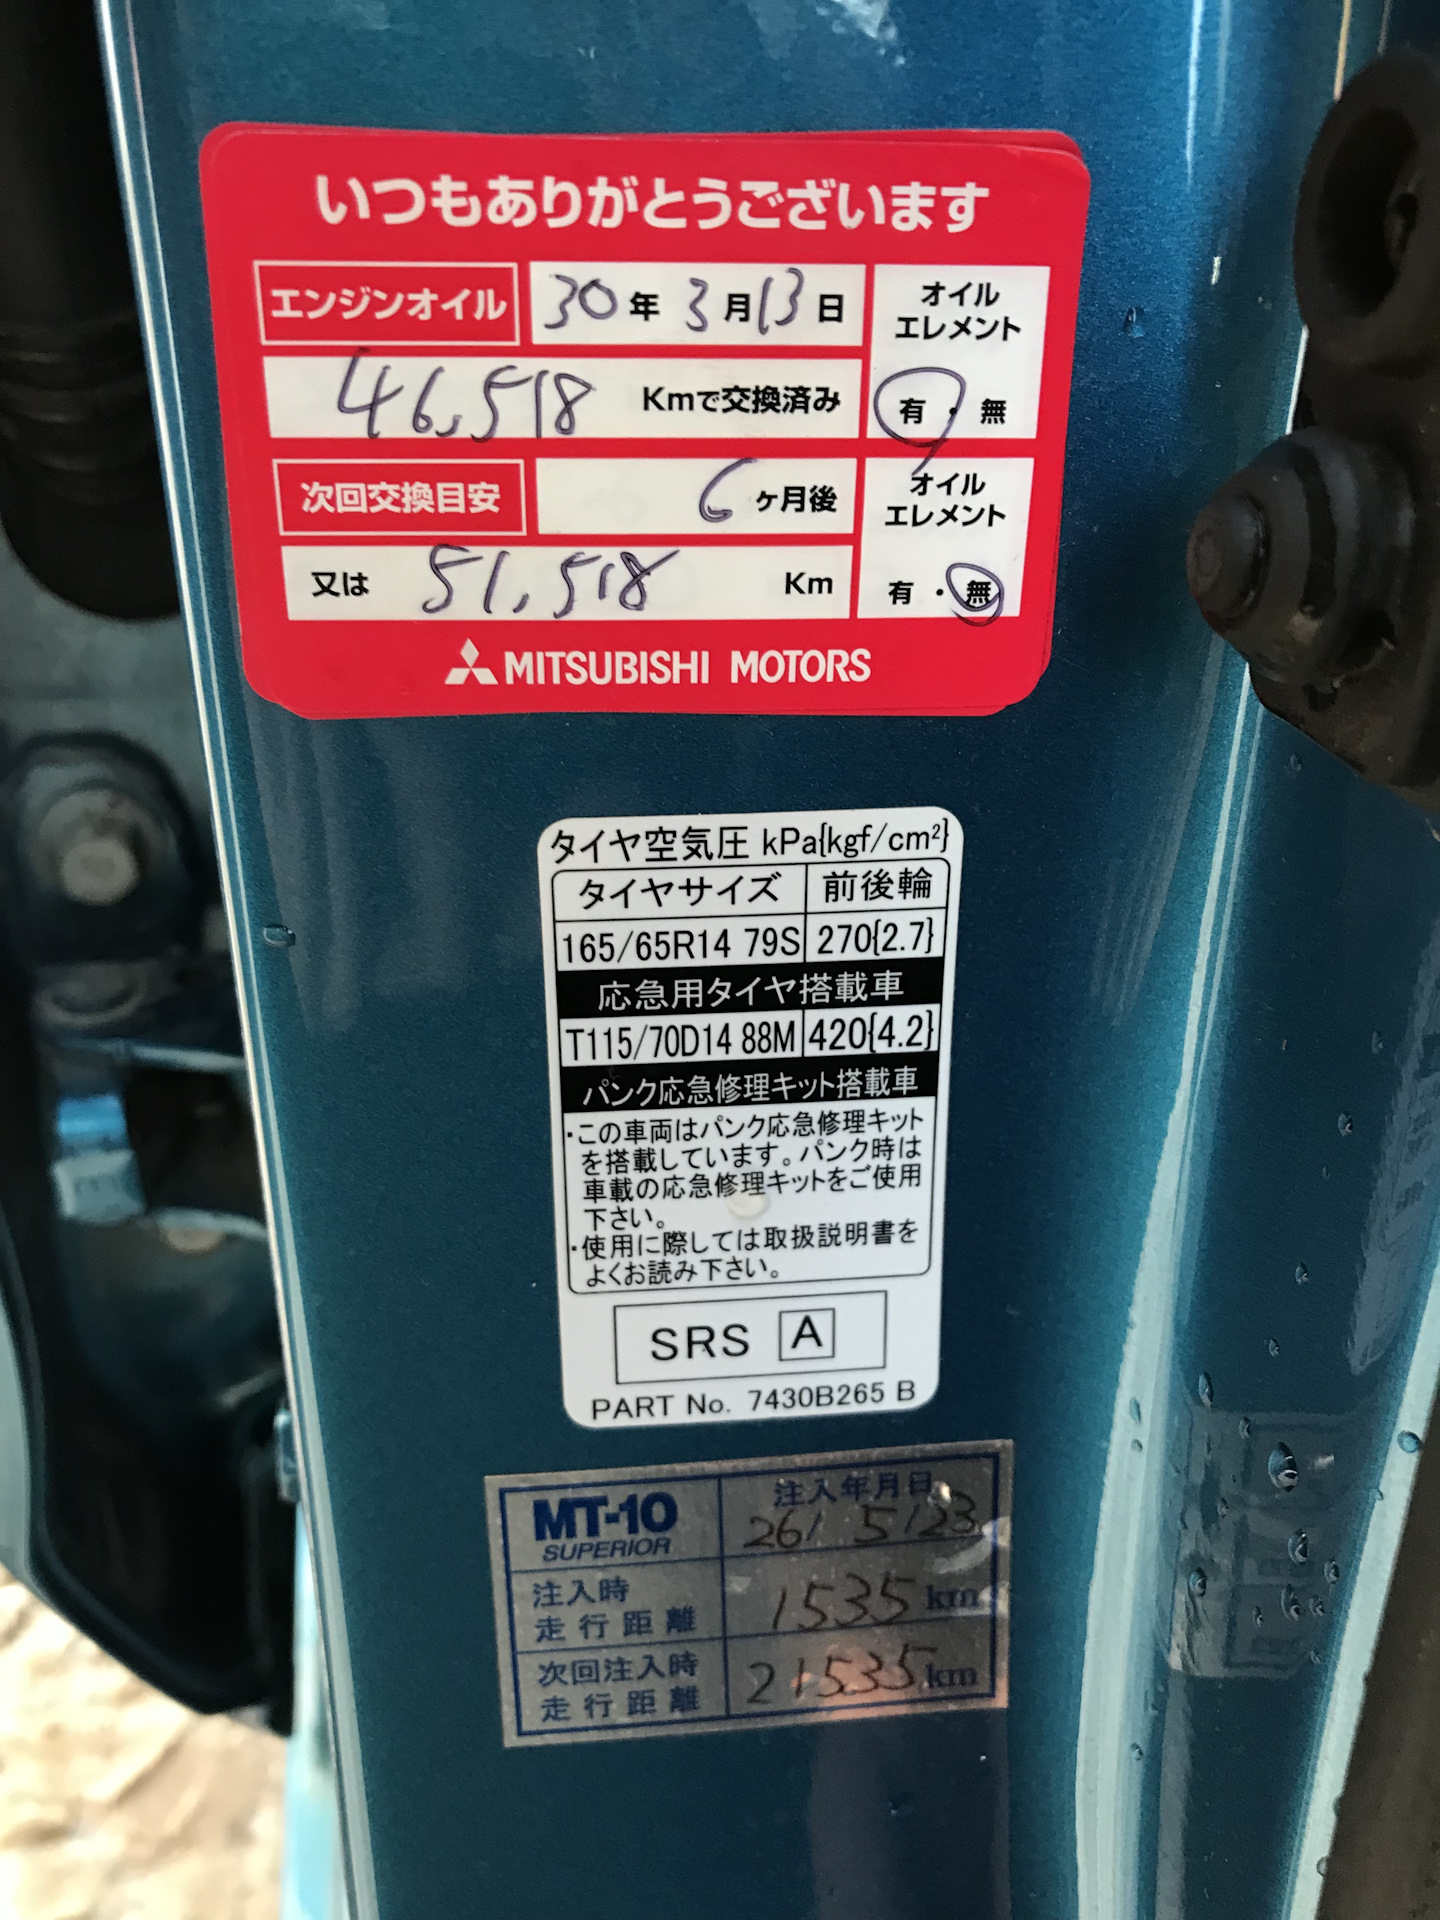 いつもありがとうございます
エンジンオイル 30年 3月13日
オイル
エレメント
46,518 Kmで交換済み
有・無
次回交換目安 6ヶ月後
オイル
エレメント
又は 51,518 Km
有・無
MITSUBISHI MOTORS
タイヤ空気圧 kPa{kgf/cm²}
タイヤサイズ 前後輪
165/65R14 79S 270{2.7}
応急用タイヤ搭載車
T115/70D14 88M 420{4.2}
パンク応急修理キット搭載車
・この車両はパンク応急修理キット
を搭載しています。パンク時は
車載の応急修理キットをご使用
下さい。
・使用に際しては取扱説明書を
よくお読み下さい。
SRS A
PART No. 7430B265 B
MT-10
SUPERIOR
注入年月日
26/ 5/23
注入時
走行距離
1535km
次回注入時
走行距離
21535km